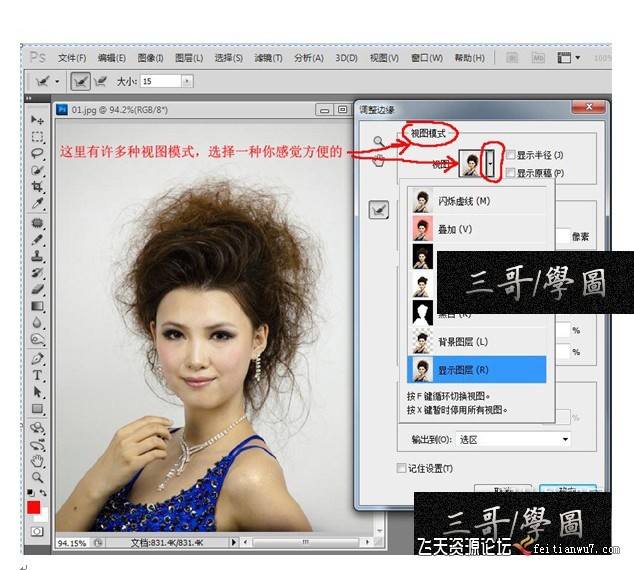 Ps 文件(F) 编辑(E) 图像(I) 图层(L) 选择(S) 滤镜(T) 分析(A) 3D(D) 视图(V) 窗口(W) 帮助(H) Br Mb 100%
大小: 15
01.jpg @ 94.2%(RGB/8*)
调整边缘
视图模式
这里有许多种视图模式，选择一种你感觉方便的
视图:
显示半径(J)
显示原稿(P)
闪烁虚线(M)
叠加(V)
像素
三哥/學圖
背景图层(L)
%
显示图层(R)
%
按F键循环切换视图。
按X键暂时停用所有视图。
%
输出到(O): 选区
记住设置(T)
三哥/學圖
94.15% 文档:831.4K/831.4K
飞天资源论坛 feitianwu7.com